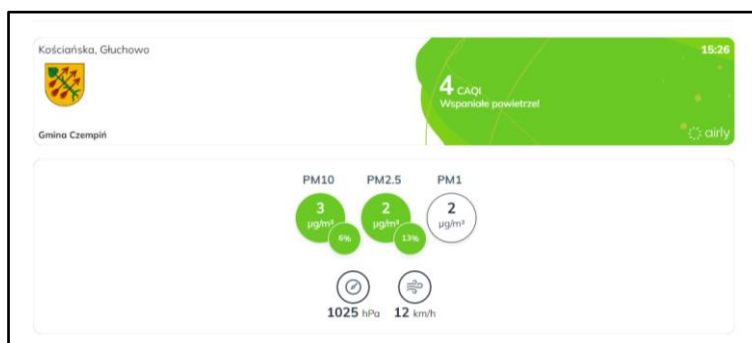 Kościańska, Głuchowo
15:26
4 CAQI
Wspaniałe powietrze!
Gmina Czempiń
airly
PM10 PM2.5 PM1
3 2 2
µg/m³ µg/m³ µg/m³
6% 13%
1025 hPa 12 km/h